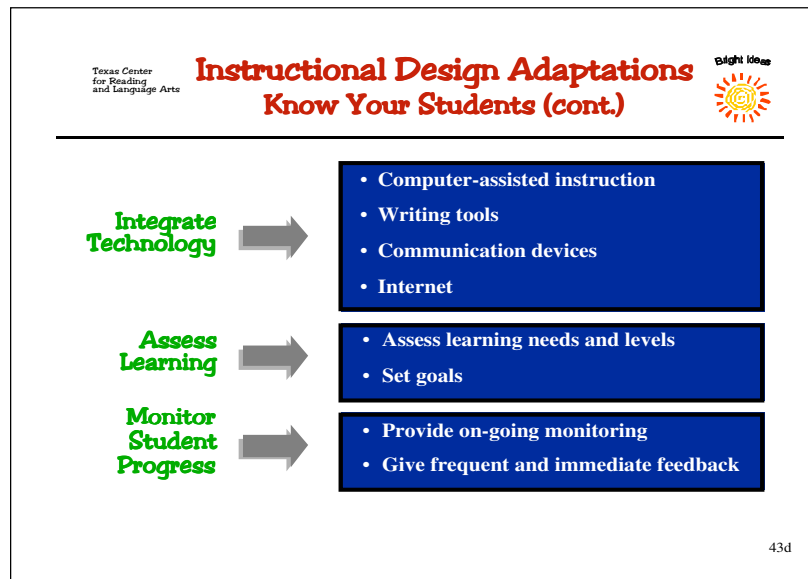 Texas Center
for Reading
and Language Arts
Instructional Design Adaptations
Know Your Students (cont.)
Bright Ideas
Integrate
Technology
• Computer-assisted instruction
• Writing tools
• Communication devices
• Internet
Assess
Learning
• Assess learning needs and levels
• Set goals
Monitor
Student
Progress
• Provide on-going monitoring
• Give frequent and immediate feedback
43d